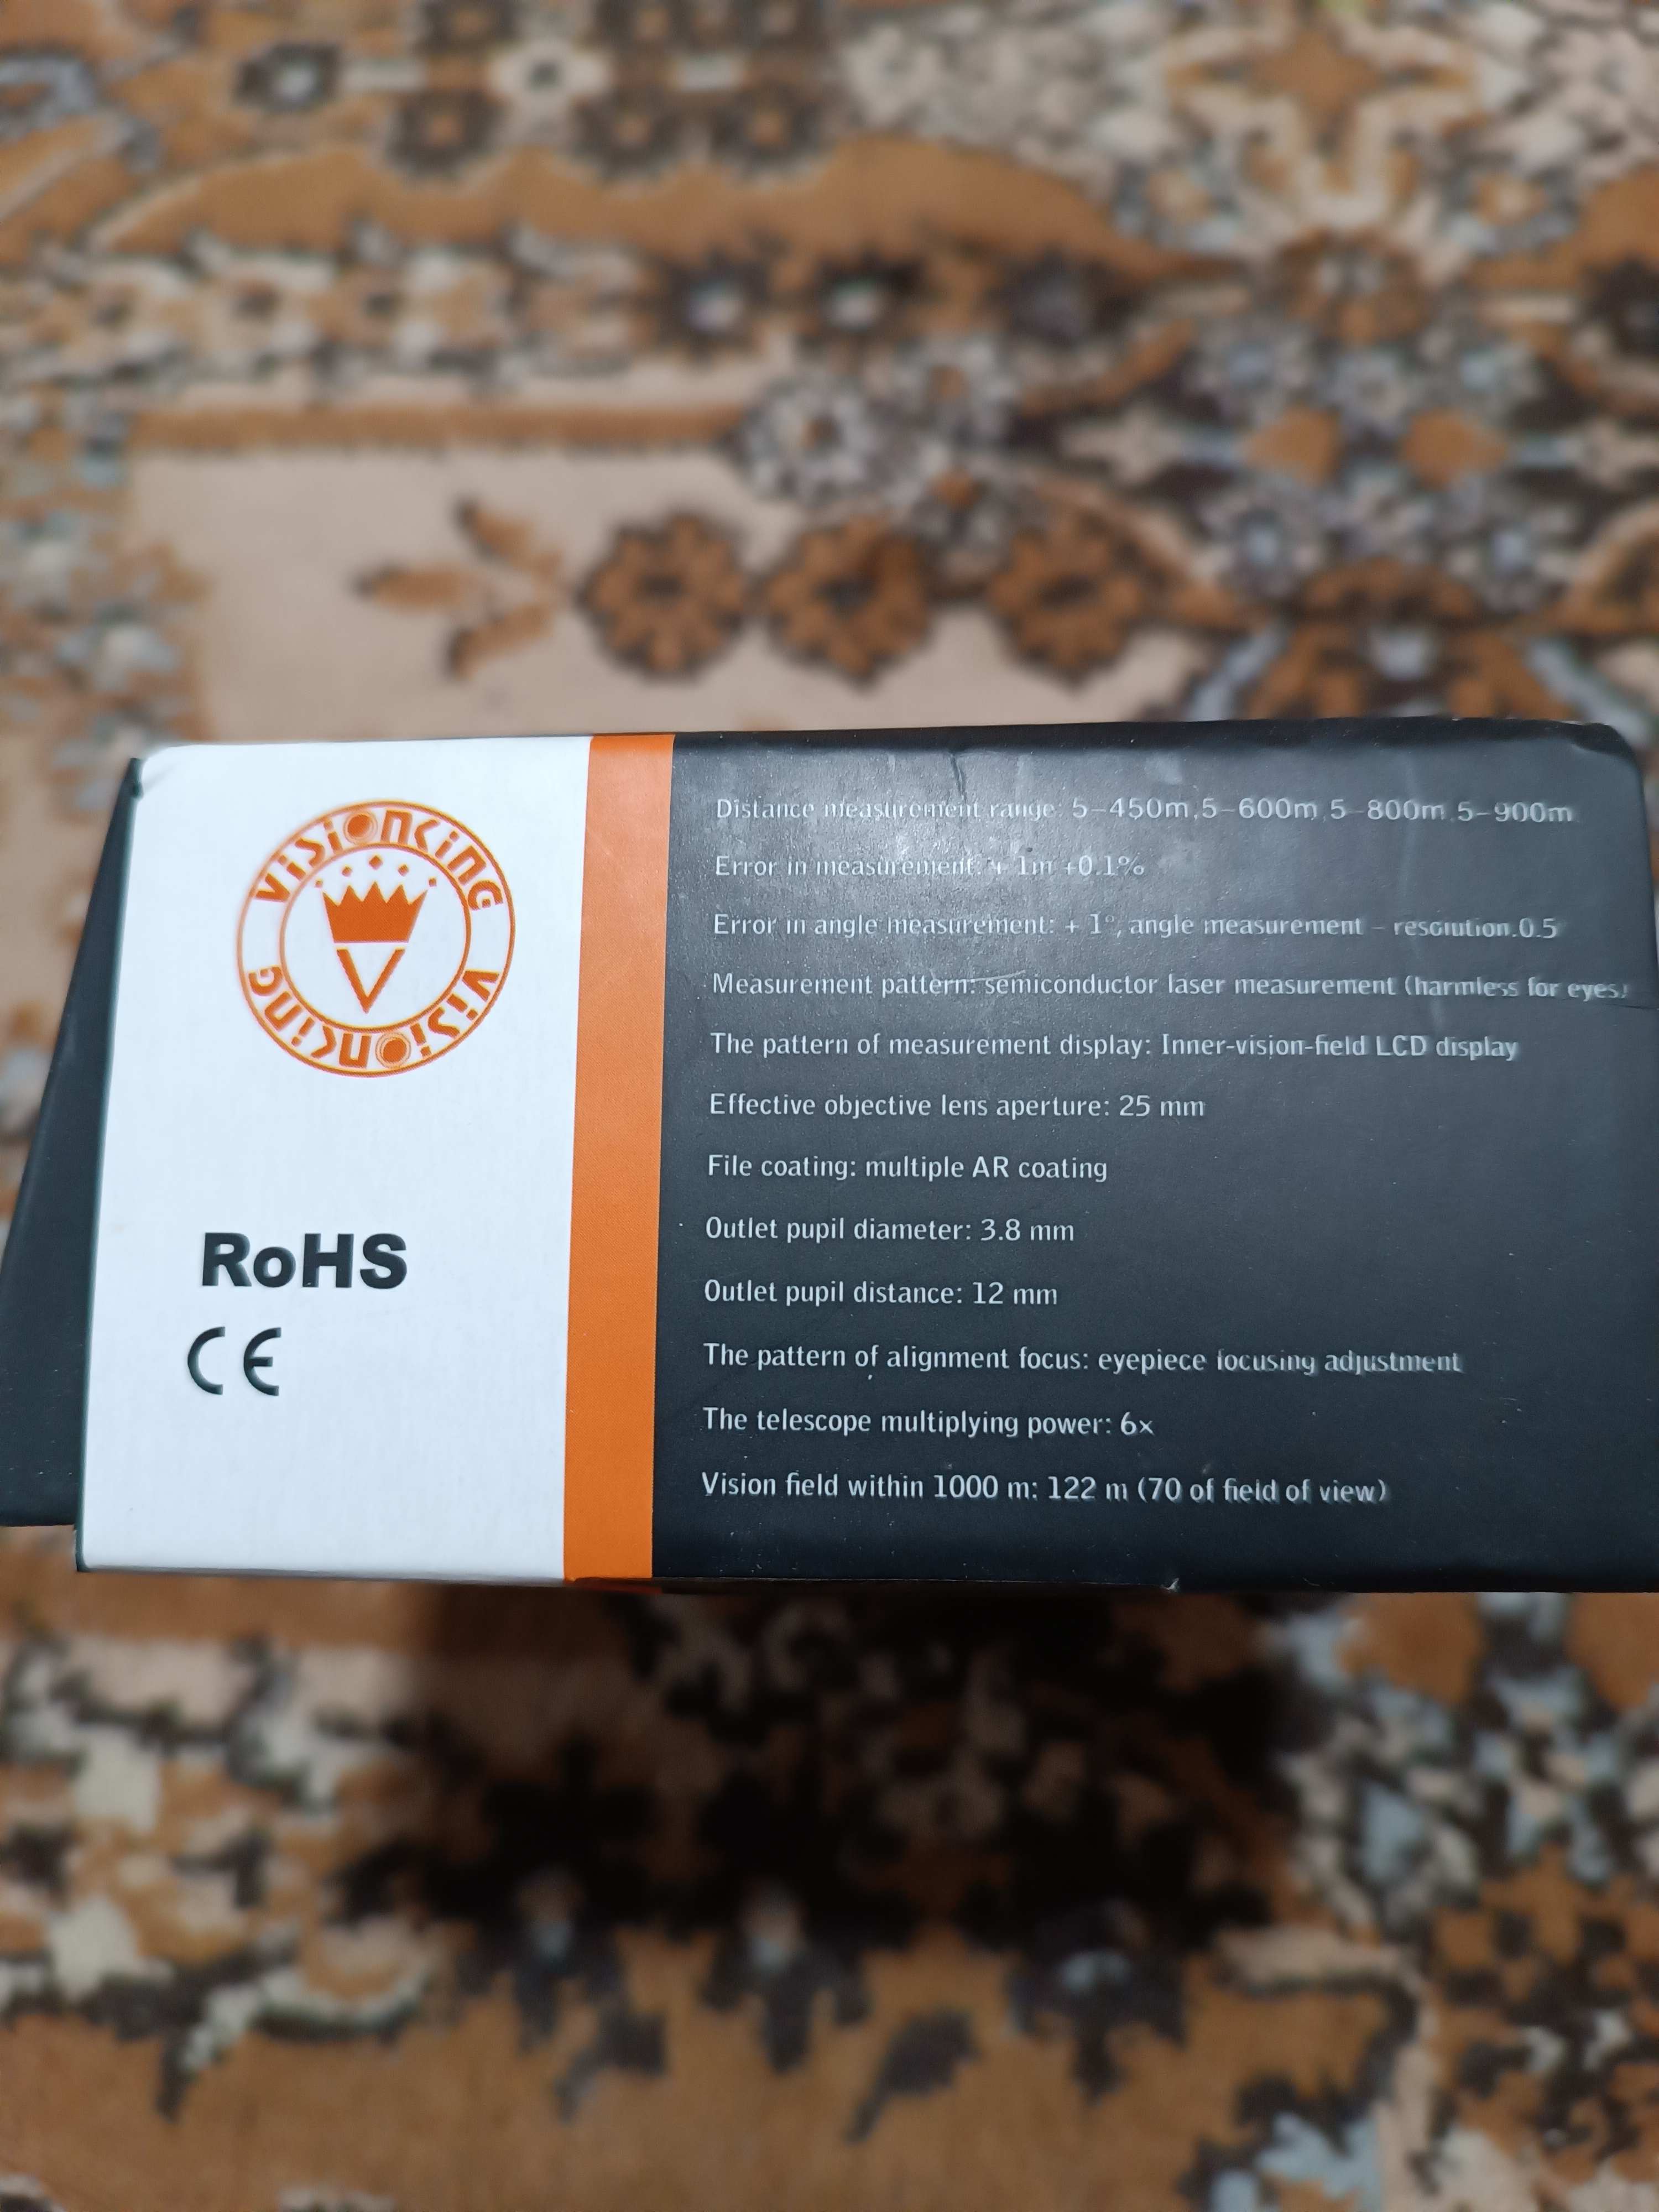 VISIONKING VISIONKING
RoHS
CE
Distance measurement range: 5-450m,5-600m,5-800m,5-900m
Error in measurement: + 1m +0.1%
Error in angle measurement: + 1°, angle measurement - resolution.0.5
Measurement pattern: semiconductor laser measurement (harmless for eyes)
The pattern of measurement display: Inner-vision-field LCD display
Effective objective lens aperture: 25 mm
File coating: multiple AR coating
Outlet pupil diameter: 3.8 mm
Outlet pupil distance: 12 mm
The pattern of alignment focus: eyepiece focusing adjustment
The telescope multiplying power: 6×
Vision field within 1000 m: 122 m (70 of field of view)